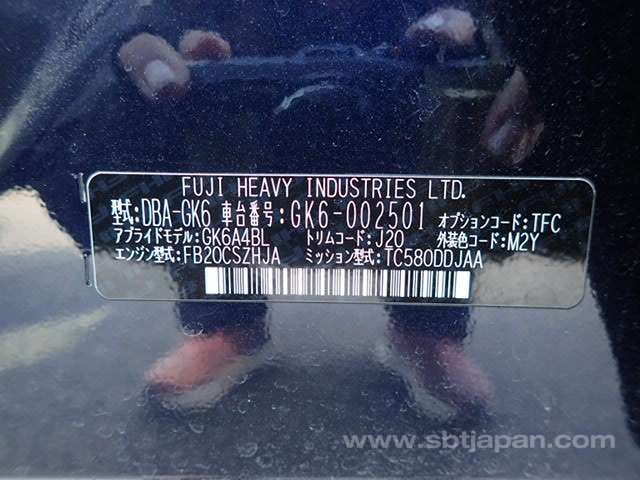 FUJI HEAVY INDUSTRIES LTD.
型式:DBA-GK6 車台番号:GK6-002501 オプションコード:TFC
アプライドモデル:GK6A4BL トリムコード:J20 外装色コード:M2Y
エンジン型式:FB20CSZHJA ミッション型式:TC580DDJAA
www.sbtjapan.com